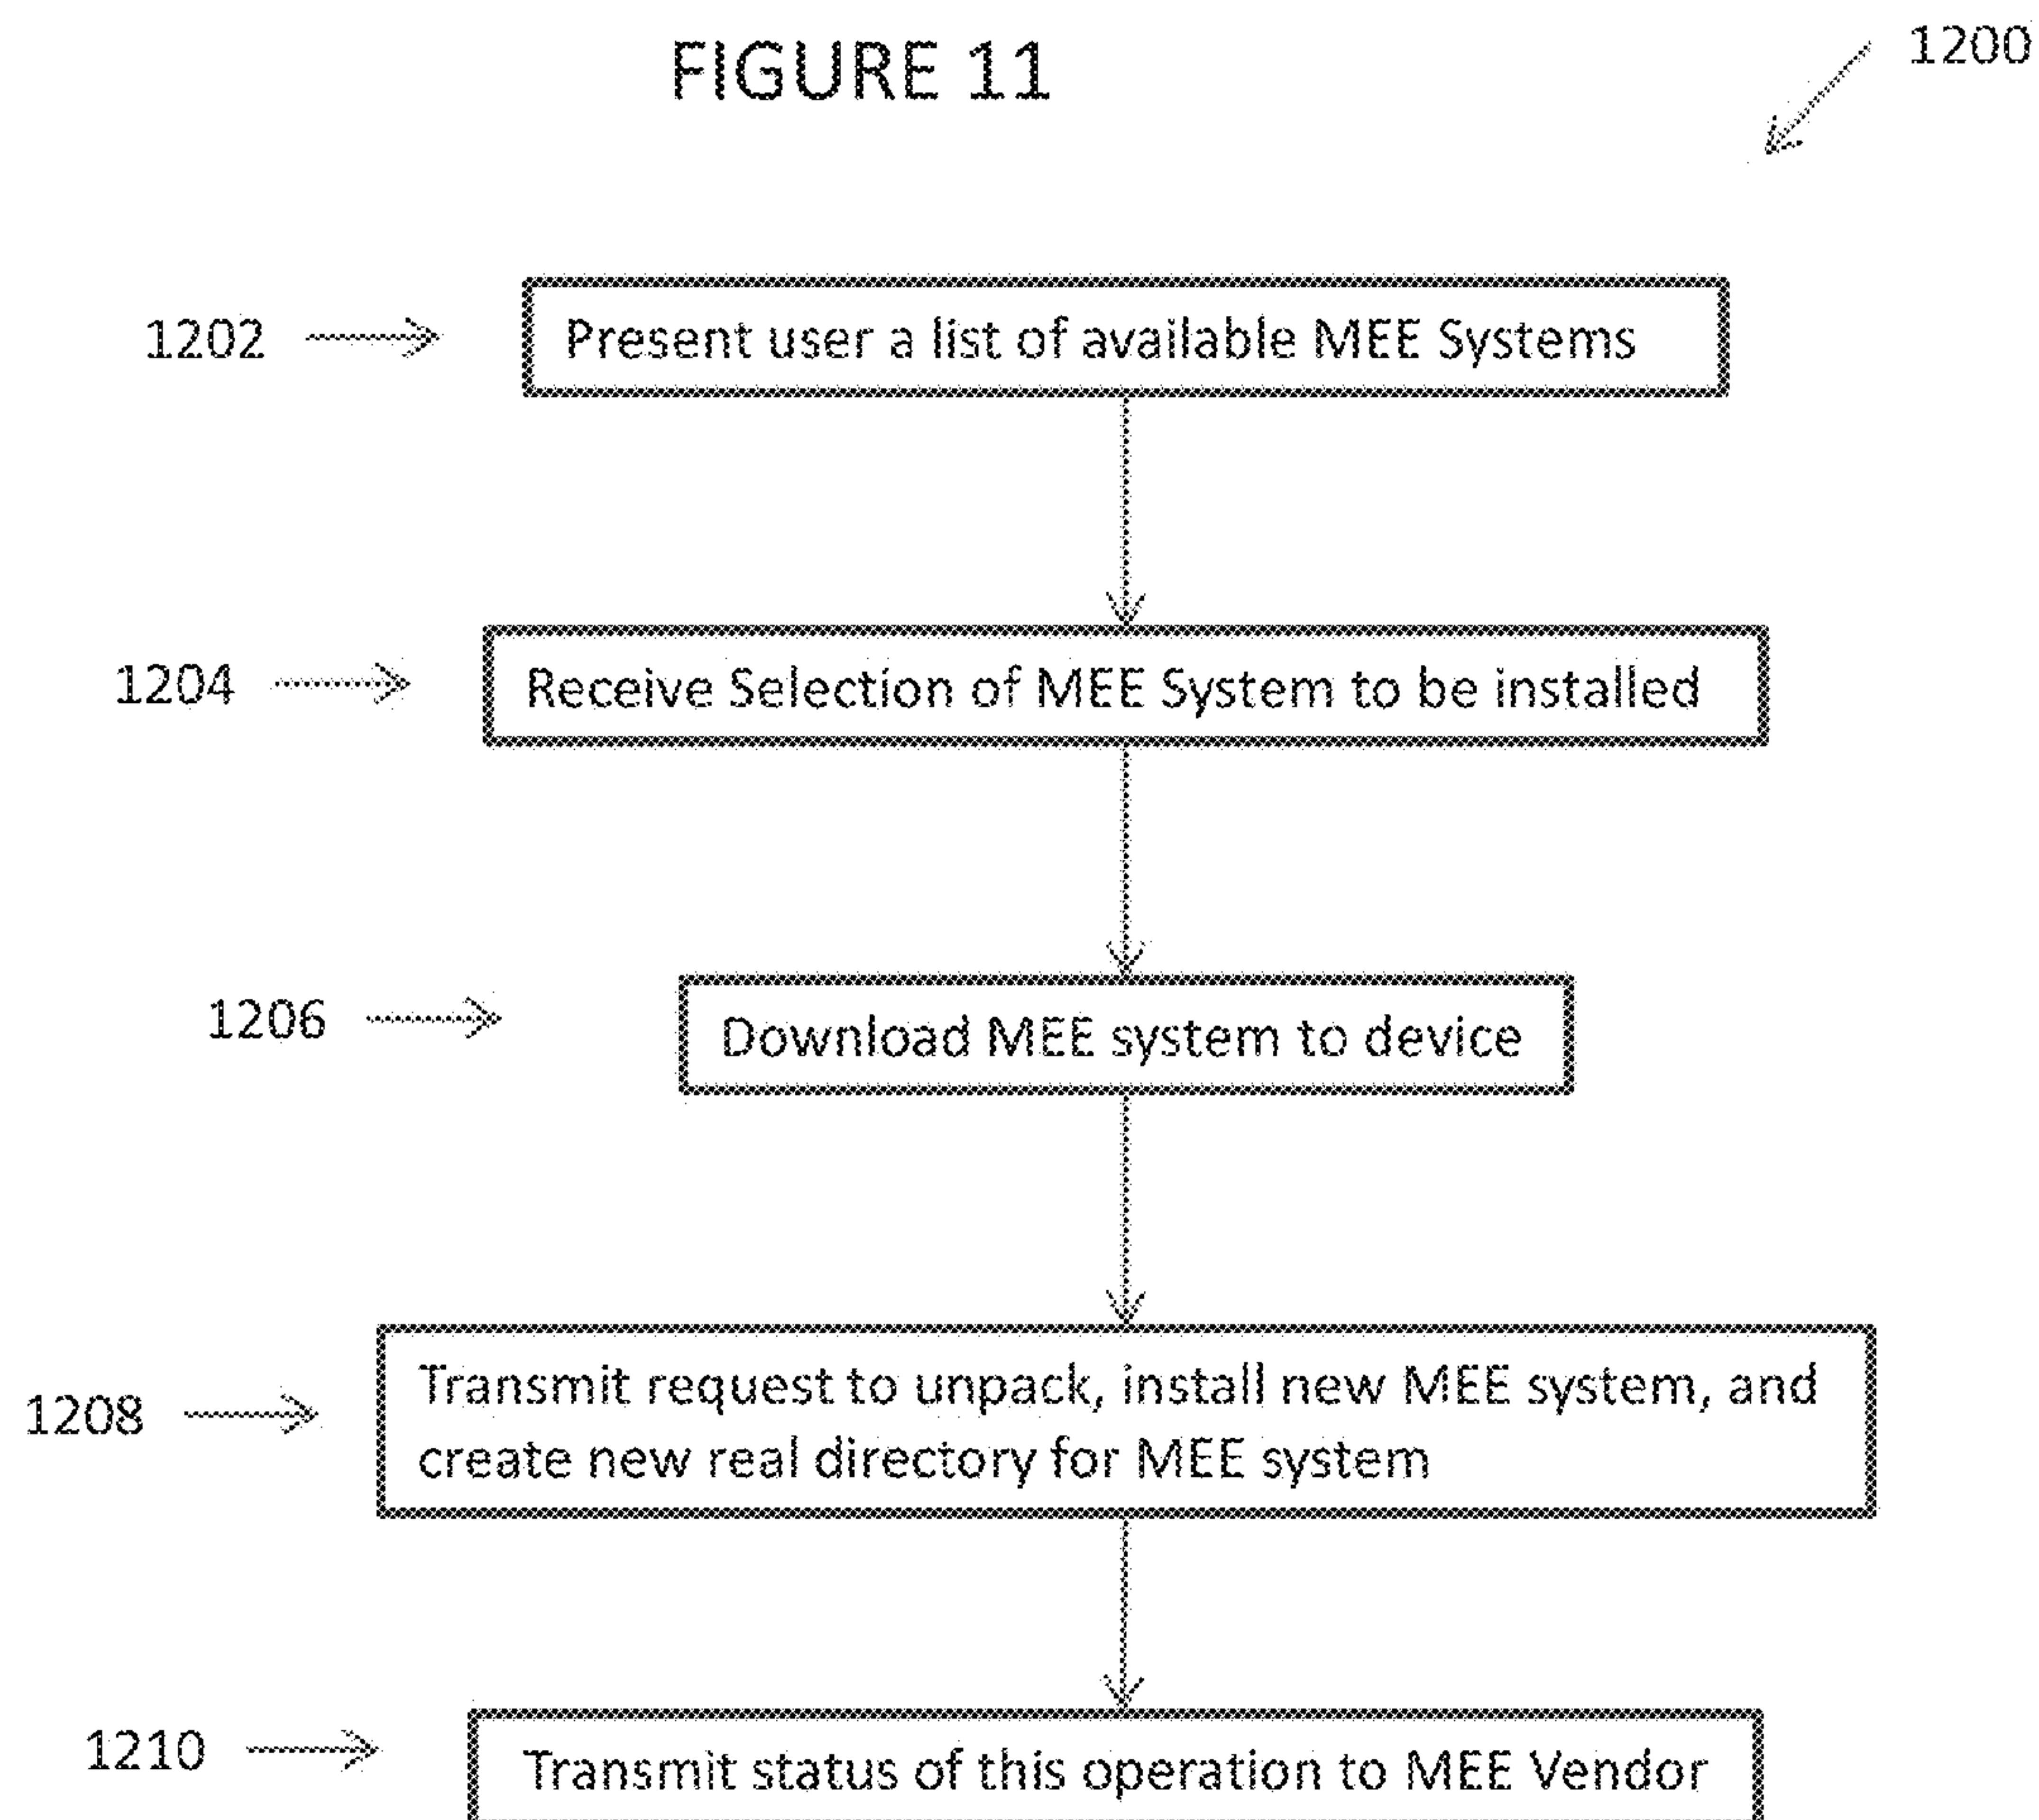 FIGURE 11
1200
1202
Present user a list of available MEE Systems
1204
Receive Selection of MEE System to be installed
1206
Download MEE system to device
1208
Transmit request to unpack, install new MEE system, and
create new real directory for MEE system
1210
Transmit status of this operation to MEE Vendor